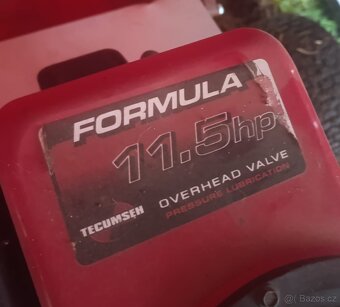 FORMULA
11.5hp
OVERHEAD VALVE
PRESSURE LUBRICATION
TECUMSEH
Bazos.cz